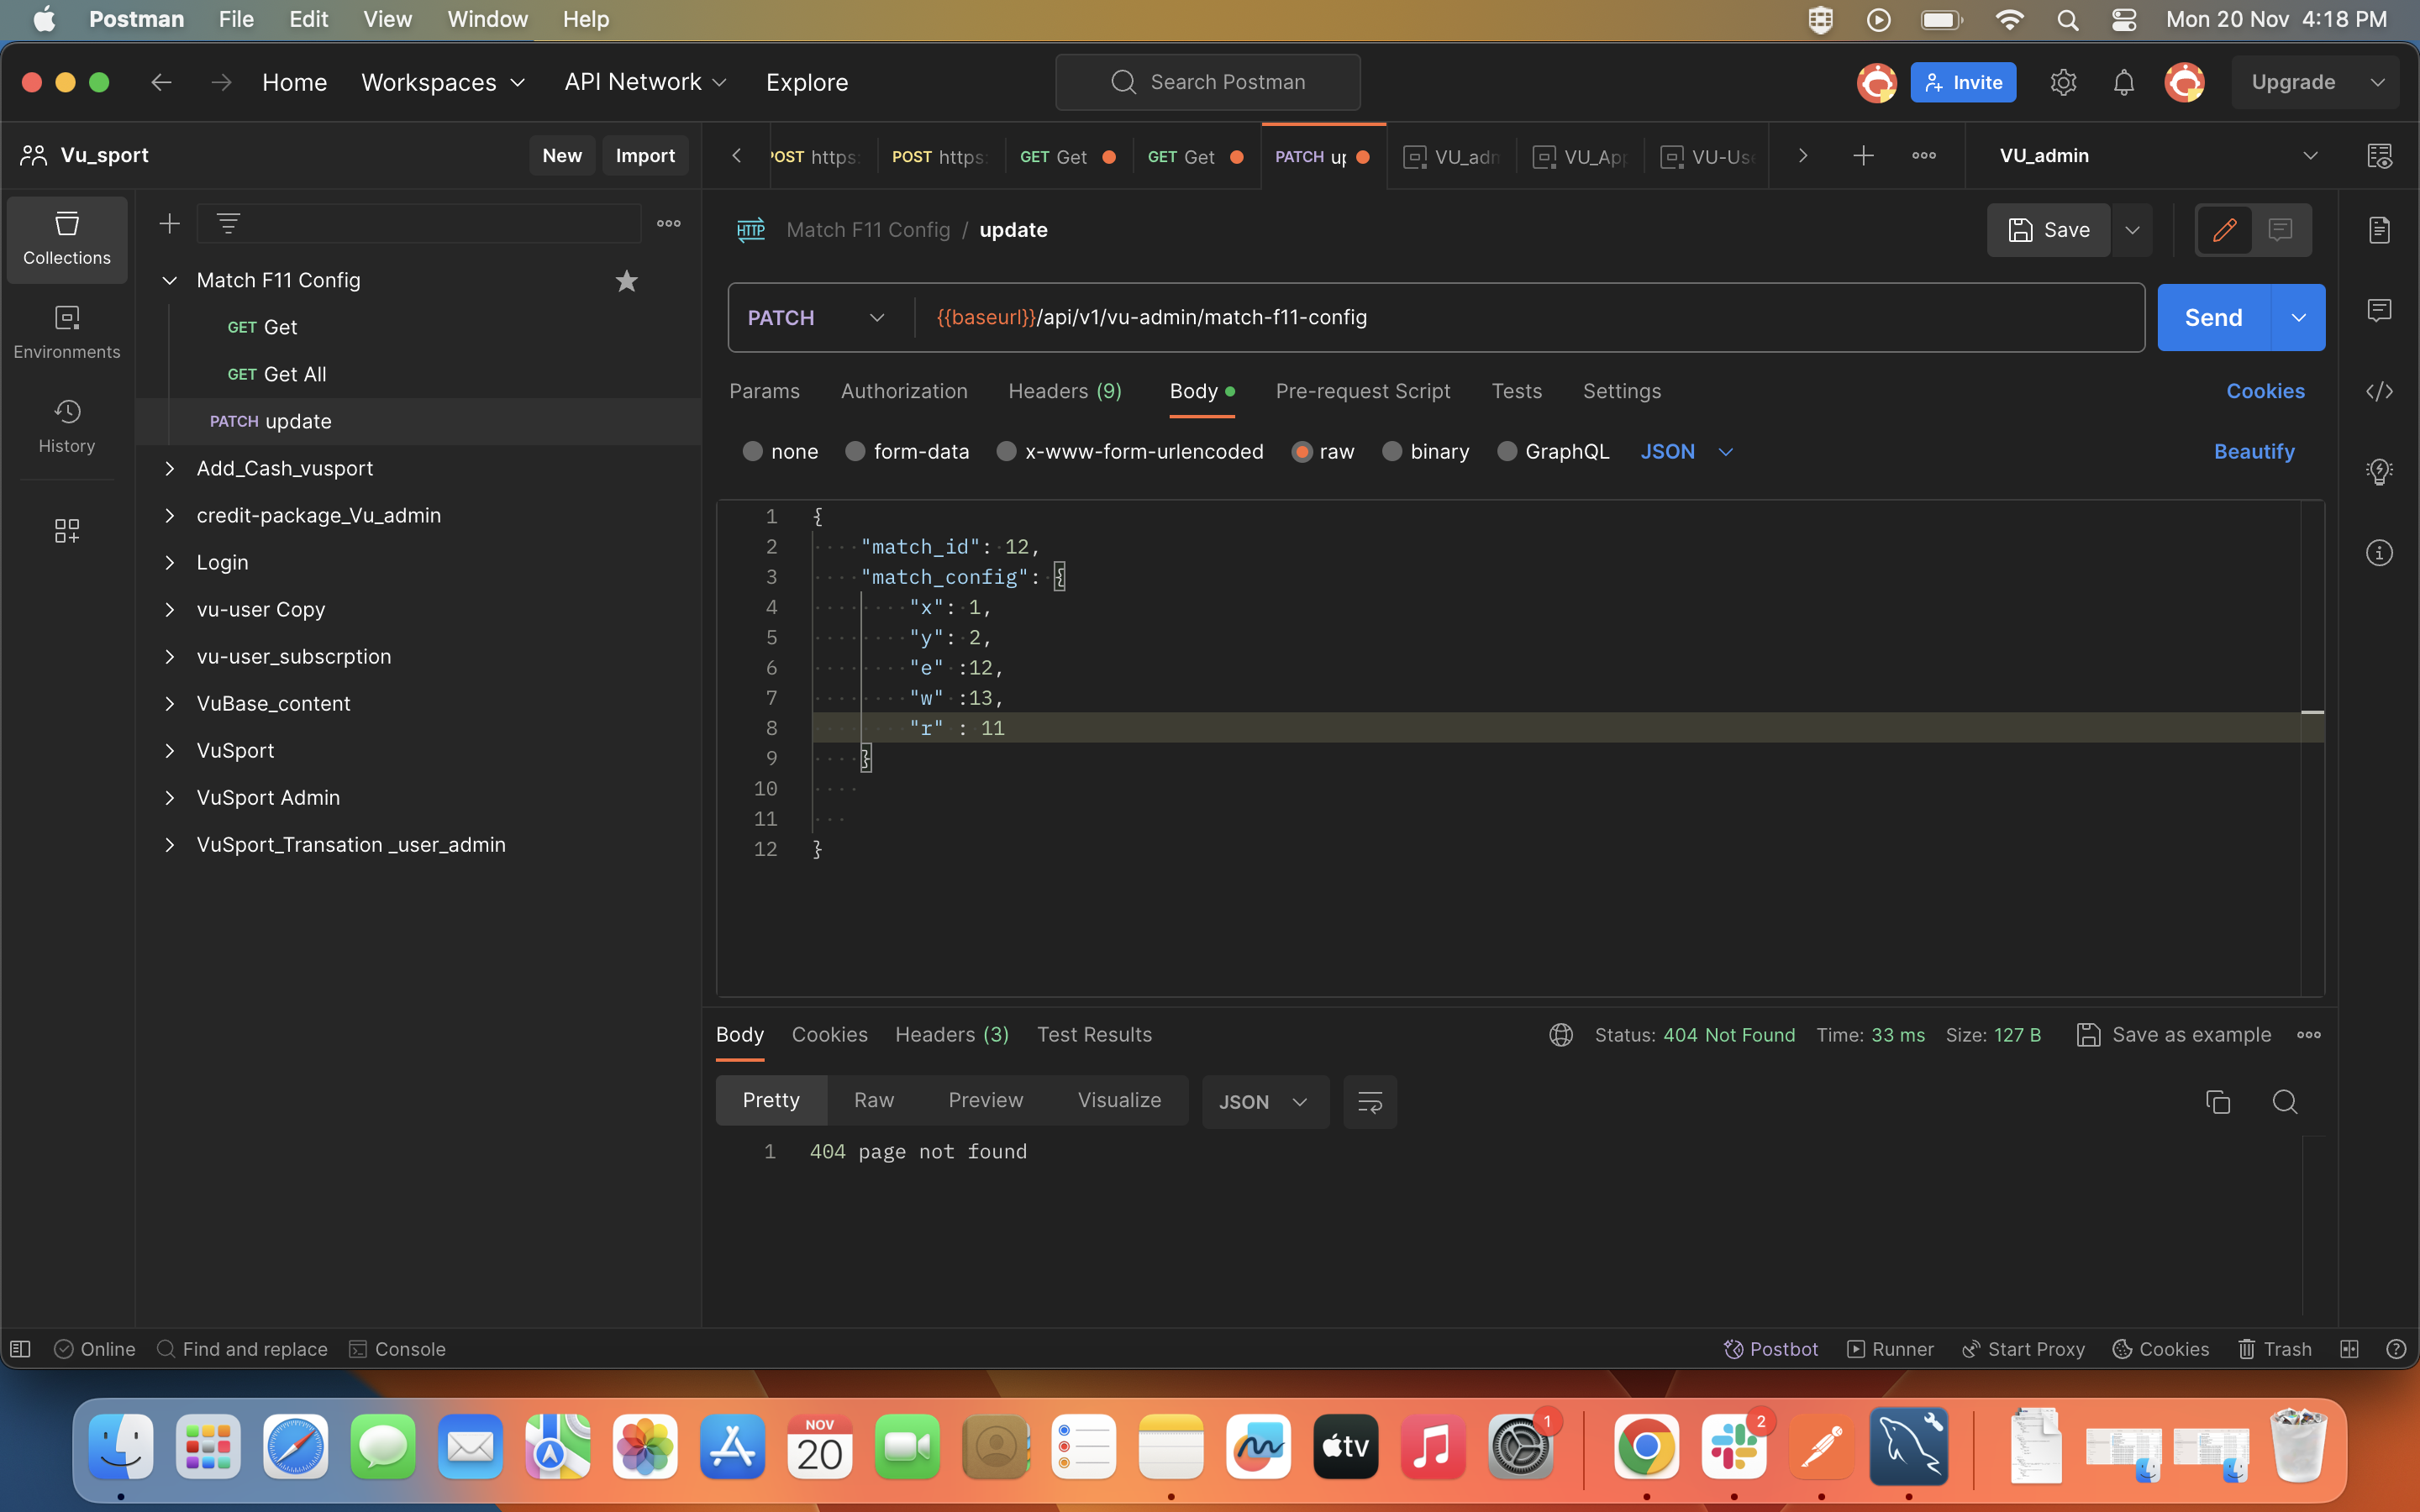 Postman File Edit View Window Help Mon 20 Nov 4:18 PM
Home Workspaces API Network Explore Search Postman Invite Upgrade
Vu_sport New Import POST https: POST https: GET Get GET Get PATCH up VU_adn VU_App VU-Use VU_admin
Collections
Environments
History
Match F11 Config
GET Get
GET Get All
PATCH update
Add_Cash_vusport
credit-package_Vu_admin
Login
vu-user Copy
vu-user_subscrption
VuBase_content
VuSport
VuSport Admin
VuSport_Transation _user_admin
HTTP Match F11 Config / update Save
PATCH {{baseurl}}/api/v1/vu-admin/match-f11-config Send
Params Authorization Headers (9) Body Pre-request Script Tests Settings Cookies
none form-data x-www-form-urlencoded raw binary GraphQL JSON Beautify
1 {
2 "match_id": 12,
3 "match_config": {
4 "x": 1,
5 "y": 2,
6 "e" :12,
7 "w" :13,
8 "r" : 11
9 }
10
11
12 }
Body Cookies Headers (3) Test Results Status: 404 Not Found Time: 33 ms Size: 127 B Save as example
Pretty Raw Preview Visualize JSON
1 404 page not found
Online Find and replace Console Postbot Runner Start Proxy Cookies Trash
NOV
20
tv
1
2